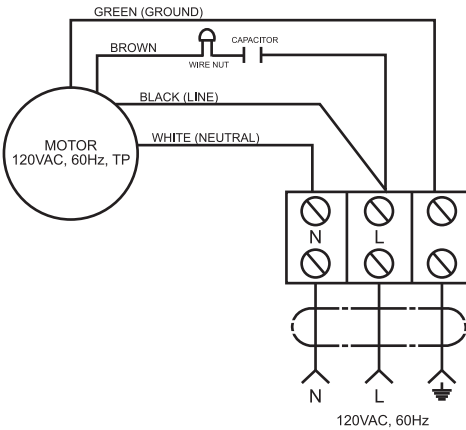 GREEN (GROUND)
BROWN
WIRE NUT
CAPACITOR
BLACK (LINE)
WHITE (NEUTRAL)
MOTOR
120VAC, 60Hz, TP
N L
N L
120VAC, 60Hz